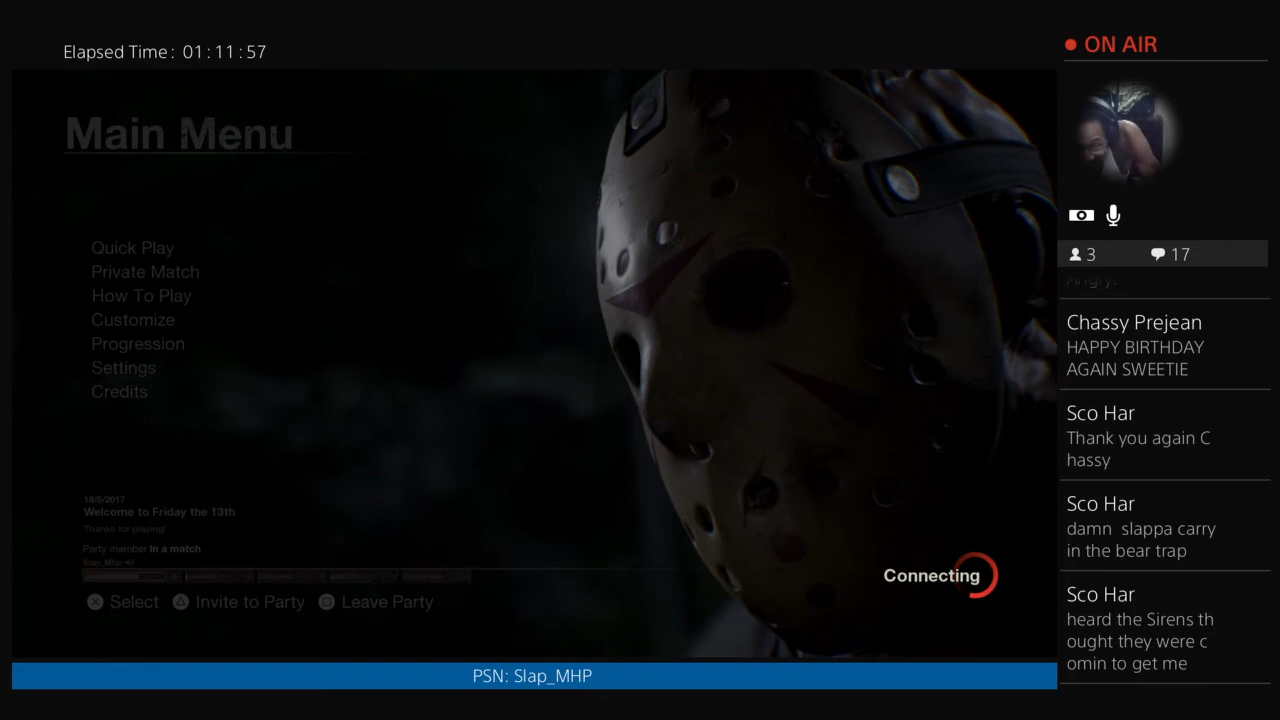 Elapsed Time: 01:11:57
ON AIR
Main Menu
Quick Play
Private Match
How To Play
Customize
Progression
Settings
Credits
18/5/2017
Welcome to Friday the 13th
Thanks for playing!
Party member In a match
Slap_Mhp
Select
Invite to Party
Leave Party
Connecting
PSN: Slap_MHP
3
17
Angry!
Chassy Prejean
HAPPY BIRTHDAY
AGAIN SWEETIE
Sco Har
Thank you again C
hassy
Sco Har
damn slappa carry
in the bear trap
Sco Har
heard the Sirens th
ought they were c
omin to get me